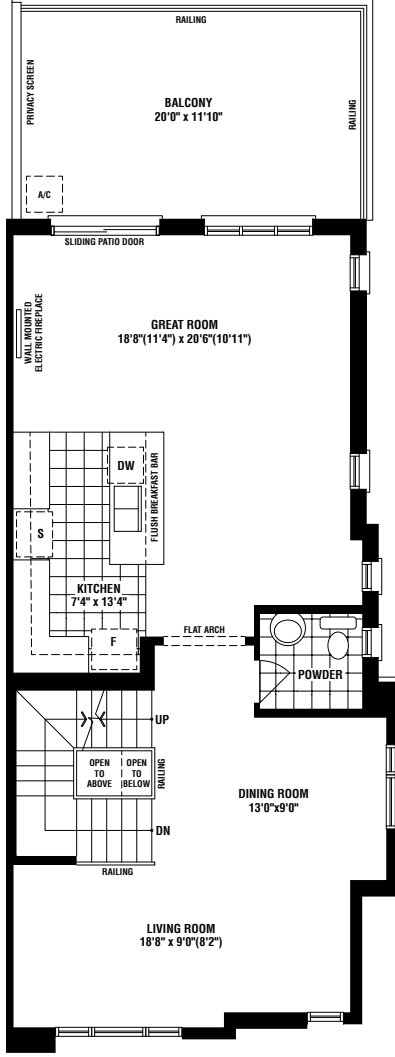 RAILING
PRIVACY SCREEN
BALCONY
20'0" x 11'10"
RAILING
A/C
SLIDING PATIO DOOR
WALL MOUNTED
ELECTRIC FIREPLACE
GREAT ROOM
18'8"(11'4") x 20'6"(10'11")
DW
FLUSH BREAKFAST BAR
S
KITCHEN
7'4" x 13'4"
F
FLAT ARCH
POWDER
UP
OPEN
TO
ABOVE
OPEN
TO
BELOW
RAILING
DN
RAILING
DINING ROOM
13'0"x9'0"
LIVING ROOM
18'8" x 9'0"(8'2")